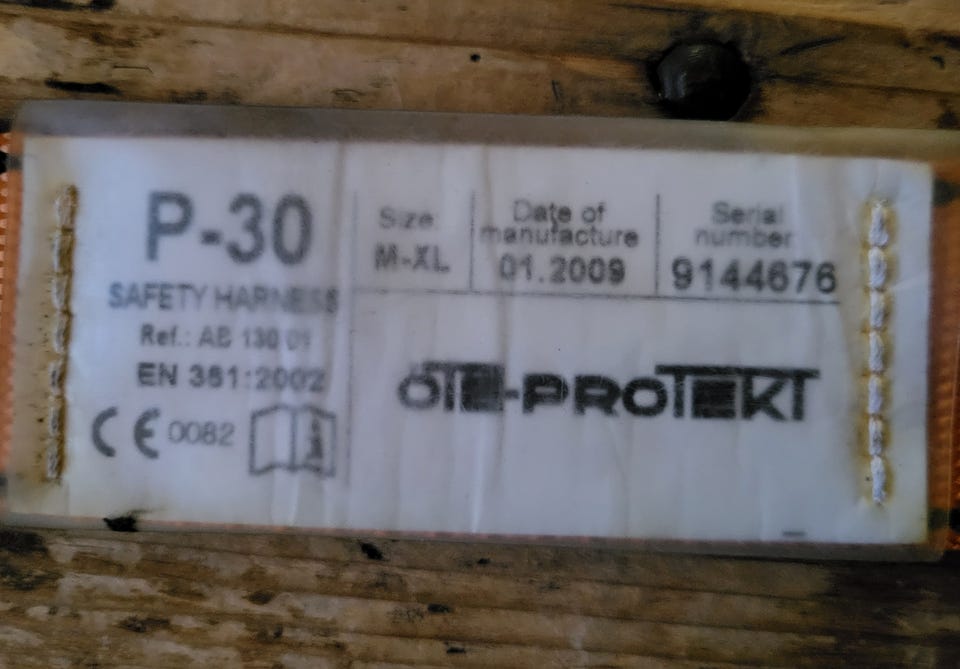 P-30
SAFETY HARNESS
Ref.: AB 130 01
EN 361:2002
CE 0082
Size
M-XL
Date of
manufacture
01.2009
Serial
number
9144676
PROTEKT